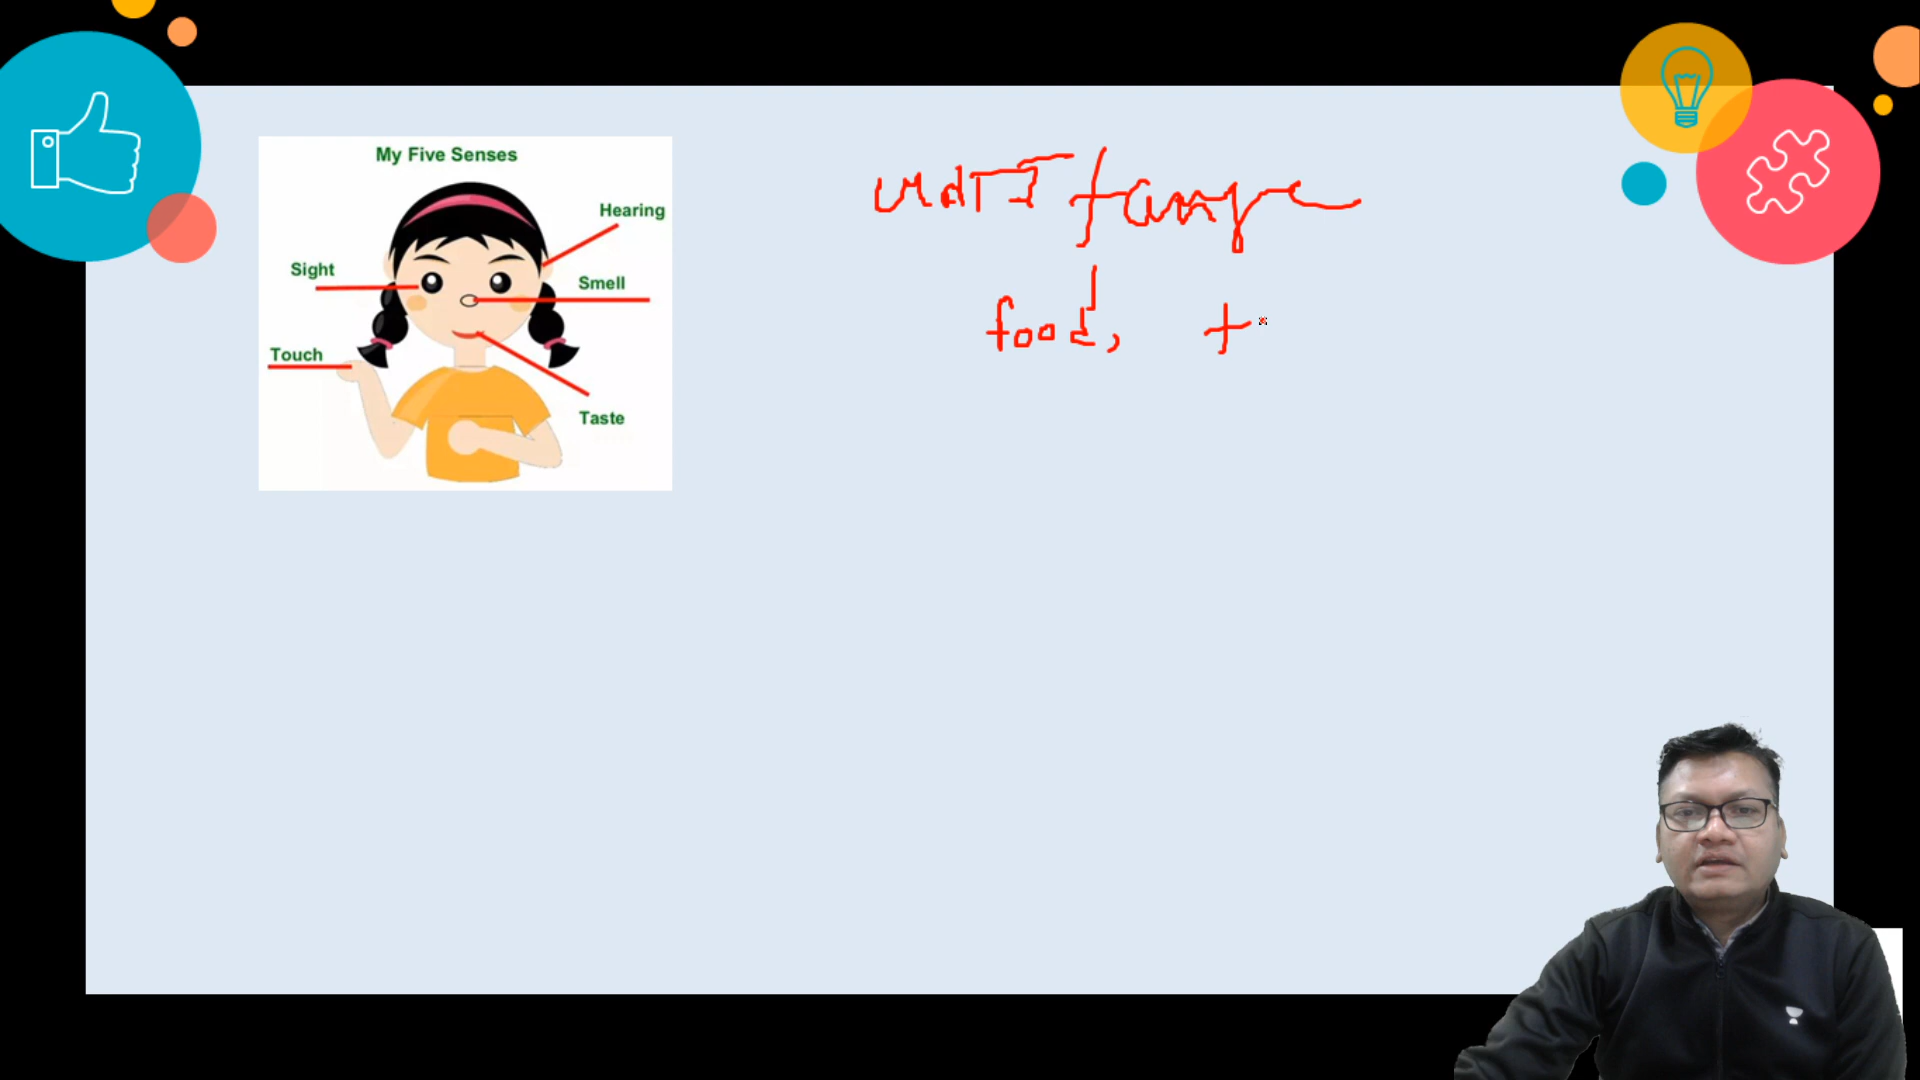 My Five Senses
Hearing
Sight
Smell
Touch
Taste
food, t